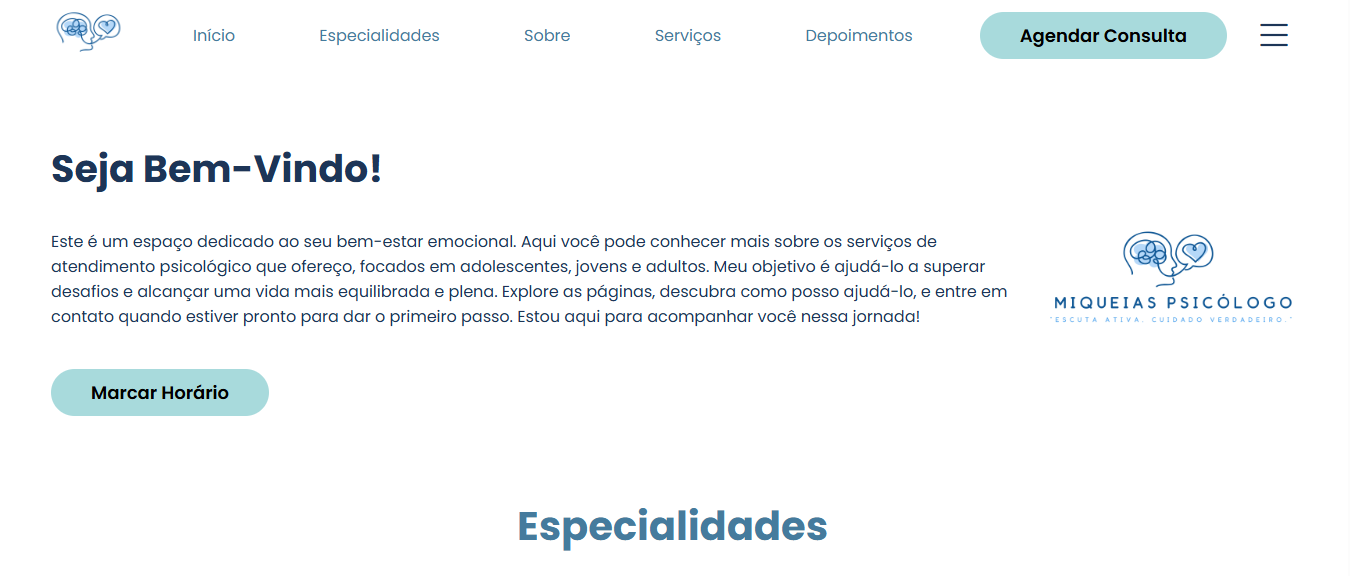 Início Especialidades Sobre Serviços Depoimentos Agendar Consulta
Seja Bem-Vindo!
Este é um espaço dedicado ao seu bem-estar emocional. Aqui você pode conhecer mais sobre os serviços de
atendimento psicológico que ofereço, focados em adolescentes, jovens e adultos. Meu objetivo é ajudá-lo a superar
desafios e alcançar uma vida mais equilibrada e plena. Explore as páginas, descubra como posso ajudá-lo, e entre em
contato quando estiver pronto para dar o primeiro passo. Estou aqui para acompanhar você nessa jornada!
MIQUEIAS PSICÓLOGO
"ESCUTA ATIVA. CUIDADO VERDADEIRO."
Marcar Horário
Especialidades